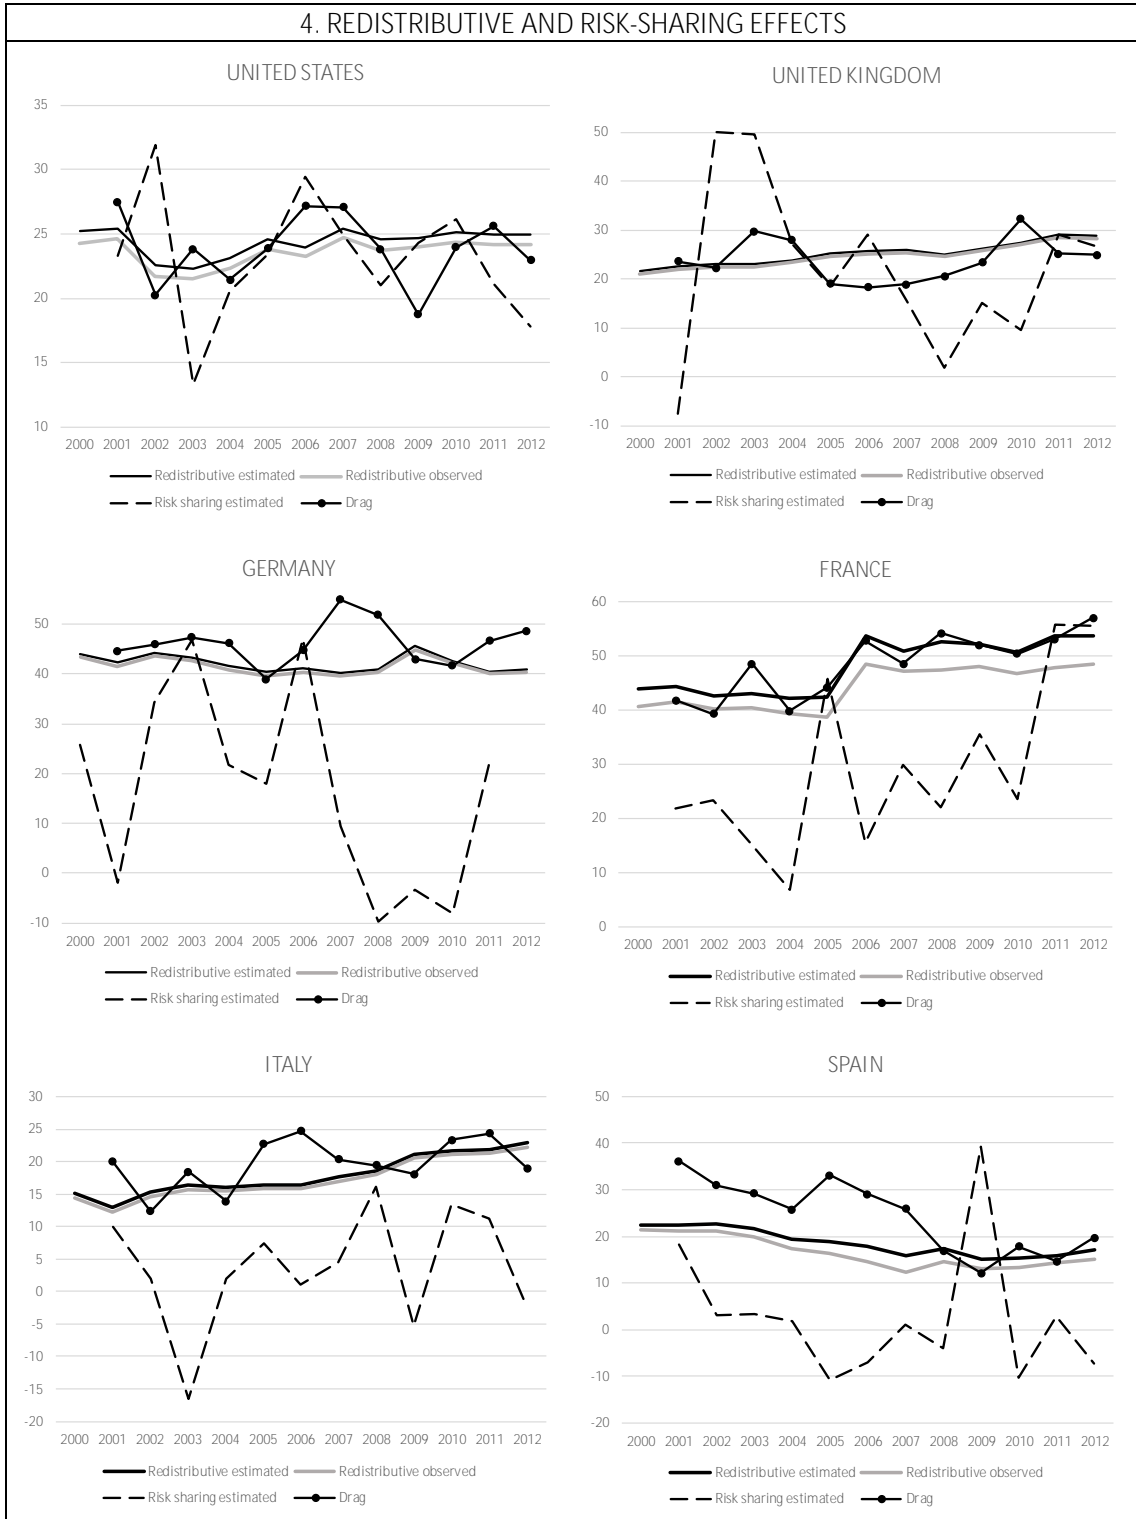 4. REDISTRIBUTIVE AND RISK-SHARING EFFECTS
UNITED STATES
35
30
25
20
15
10
2000 2001 2002 2003 2004 2005 2006 2007 2008 2009 2010 2011 2012
Redistributive estimated Redistributive observed
Risk sharing estimated Drag
UNITED KINGDOM
50
40
30
20
10
0
-10
2000 2001 2002 2003 2004 2005 2006 2007 2008 2009 2010 2011 2012
Redistributive estimated Redistributive observed
Risk sharing estimated Drag
GERMANY
50
40
30
20
10
0
-10
2000 2001 2002 2003 2004 2005 2006 2007 2008 2009 2010 2011 2012
Redistributive estimated Redistributive observed
Risk sharing estimated Drag
FRANCE
60
50
40
30
20
10
0
2000 2001 2002 2003 2004 2005 2006 2007 2008 2009 2010 2011 2012
Redistributive estimated Redistributive observed
Risk sharing estimated Drag
ITALY
30
25
20
15
10
5
0
-5
-10
-15
-20
2000 2001 2002 2003 2004 2005 2006 2007 2008 2009 2010 2011 2012
Redistributive estimated Redistributive observed
Risk sharing estimated Drag
SPAIN
50
40
30
20
10
0
-10
-20
2000 2001 2002 2003 2004 2005 2006 2007 2008 2009 2010 2011 2012
Redistributive estimated Redistributive observed
Risk sharing estimated Drag